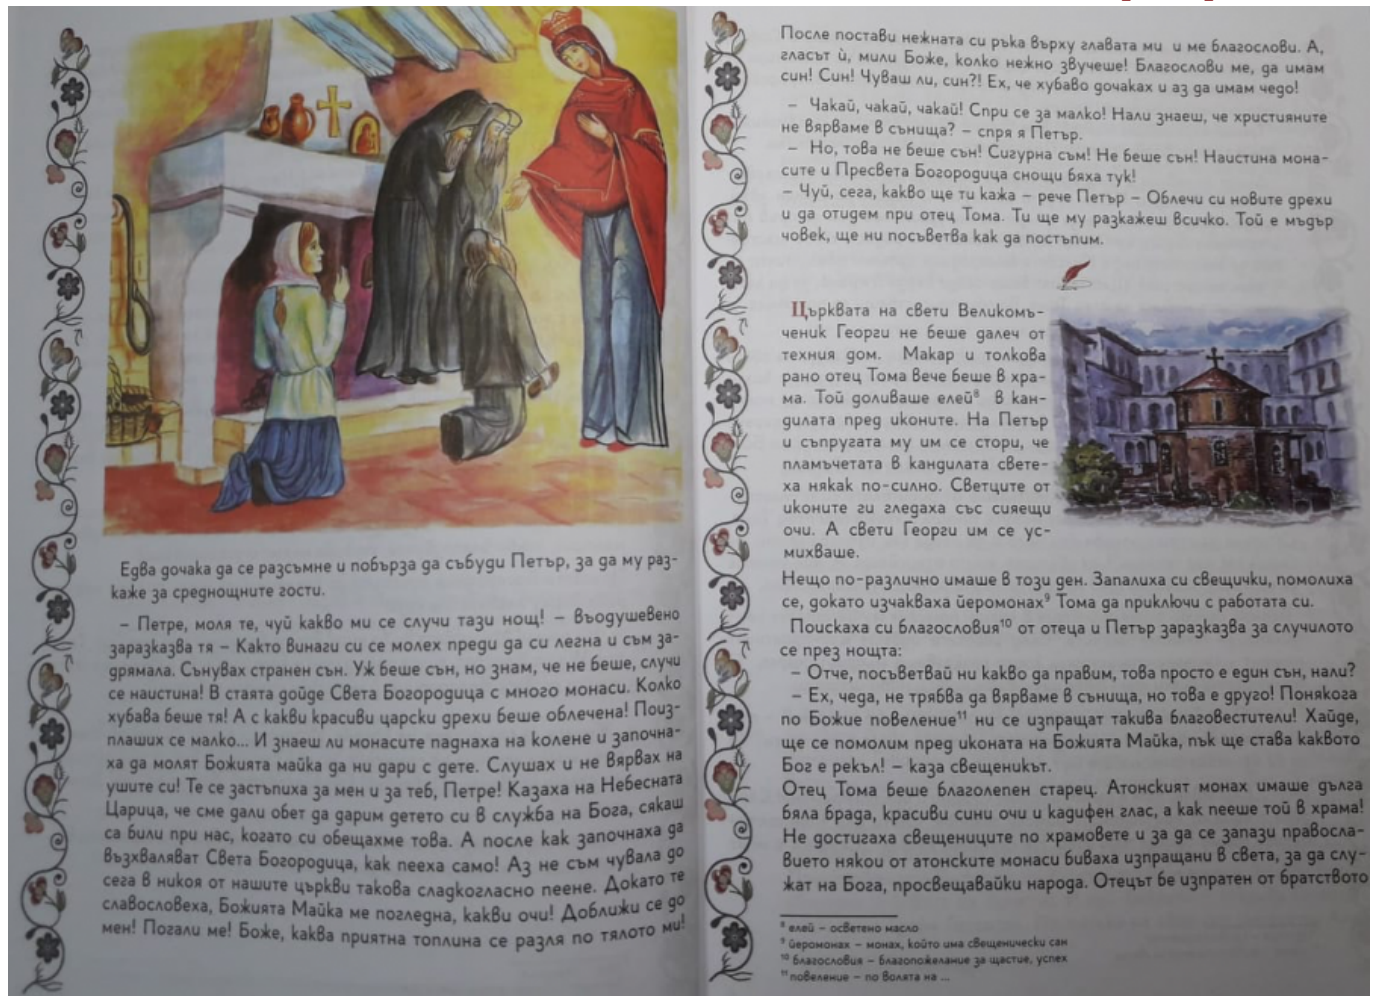 Едва дочака да се разсъмне и побърза да събуди Петър, за да му раз-
каже за среднощните гости.
– Петре, моля те, чуй какво ми се случи тази нощ! – въодушевено
заразказва тя – Както винаги си се молех преди да си легна и съм за-
дрямала. Сънувах странен сън. Уж беше сън, но знам, че не беше, случи
се наистина! В стаята дойде Света Богородица с много монаси. Колко
хубава беше тя! А с какви красиви царски дрехи беше облечена! Поиз-
плаших се малко... И знаеш ли монасите паднаха на колене и започна-
ха да молят Божията майка да ни дари с дете. Слушах и не вярвах на
ушите си! Те се застъпиха за мен и за теб, Петре! Казаха на Небесната
Царица, че сме дали обет да дарим детето си в служба на Бога, сякаш
са били при нас, когато си обещахме това. А после как започнаха да
възхваляват Света Богородица, как пееха само! Аз не съм чувала до
сега в никоя от нашите църкви такова сладкогласно пеене. Докато те
славословеха, Божията Майка ме погледна, какви очи! Доближи се до
мен! Погали ме! Боже, каква приятна топлина се разля по тялото ми!
После постави нежната си ръка върху главата ми и ме благослови. А,
гласът ѝ, мили Боже, колко нежно звучеше! Благослови ме, да имам
син! Син! Чуваш ли, син?! Ех, че хубаво дочаках и аз да имам чедо!
– Чакай, чакай, чакай! Спри се за малко! Нали знаеш, че християните
не вярваме в сънища? – спря я Петър.
– Но, това не беше сън! Сигурна съм! Не беше сън! Наистина мона-
сите и Пресвета Богородица снощи бяха тук!
– Чуй, сега, какво ще ти кажа – рече Петър – Облечи си новите дрехи
и да отидем при отец Тома. Ти ще му разкажеш всичко. Той е мъдър
човек, ще ни посъветва как да постъпим.
Църквата на свети Великомъ-
ченик Георги не беше далеч от
техния дом. Макар и толкова
рано отец Тома вече беше в хра-
ма. Той доливаше елей⁸ в кан-
дилата пред иконите. На Петър
и съпругата му им се стори, че
пламъчетата в кандилата свете-
ха някак по-силно. Светците от
иконите ги гледаха със сияещи
очи. А свети Георги им се ус-
михваше.
Нещо по-различно имаше в този ден. Запалиха си свещички, помолиха
се, докато изчакваха йеромонах⁹ Тома да приключи с работата си.
Поискаха си благословия¹⁰ от отеца и Петър заразказва за случилото
се през нощта:
– Отче, посъветвай ни какво да правим, това просто е един сън, нали?
– Ех, чеда, не трябва да вярваме в сънища, но това е друго! Понякога
по Божие повеление¹¹ ни се изпращат такива благовестители! Хайде,
ще се помолим пред иконата на Божията Майка, пък ще става каквото
Бог е рекъл! – каза свещеникът.
Отец Тома беше благолепен старец. Атонският монах имаше дълга
бяла брада, красиви сини очи и кадифен глас, а как пееше той в храма!
Не достигаха свещениците по храмовете и за да се запази правосла-
вието някои от атонските монаси биваха изпращани в света, за да слу-
жат на Бога, просвещавайки народа. Отецът бе изпратен от братството
⁸ елей – осветено масло
⁹ йеромонах – монах, който има свещенически сан
¹⁰ благословия – благопожелание за щастие, успех
¹¹ повеление – по волята на ...